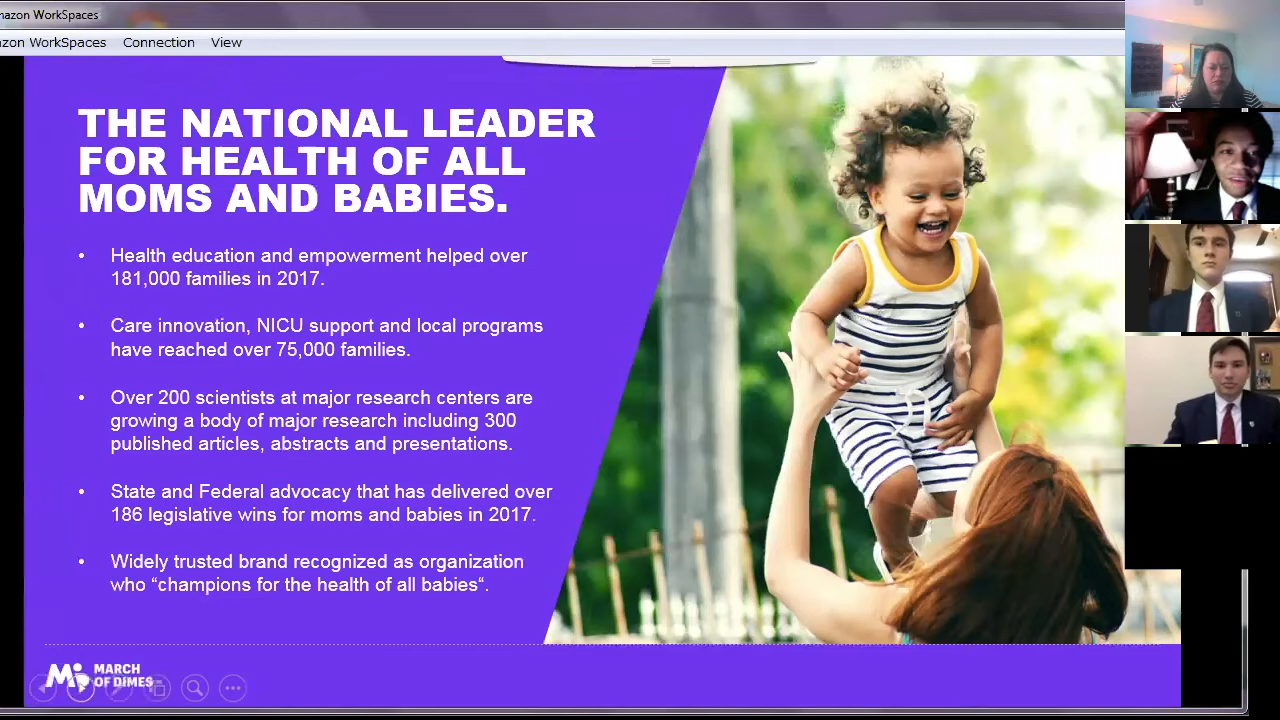 mazon WorkSpaces
zon WorkSpaces Connection View
THE NATIONAL LEADER
FOR HEALTH OF ALL
MOMS AND BABIES.
• Health education and empowerment helped over
181,000 families in 2017.
• Care innovation, NICU support and local programs
have reached over 75,000 families.
• Over 200 scientists at major research centers are
growing a body of major research including 300
published articles, abstracts and presentations.
• State and Federal advocacy that has delivered over
186 legislative wins for moms and babies in 2017.
• Widely trusted brand recognized as organization
who “champions for the health of all babies“.
MARCH
OF DIMES